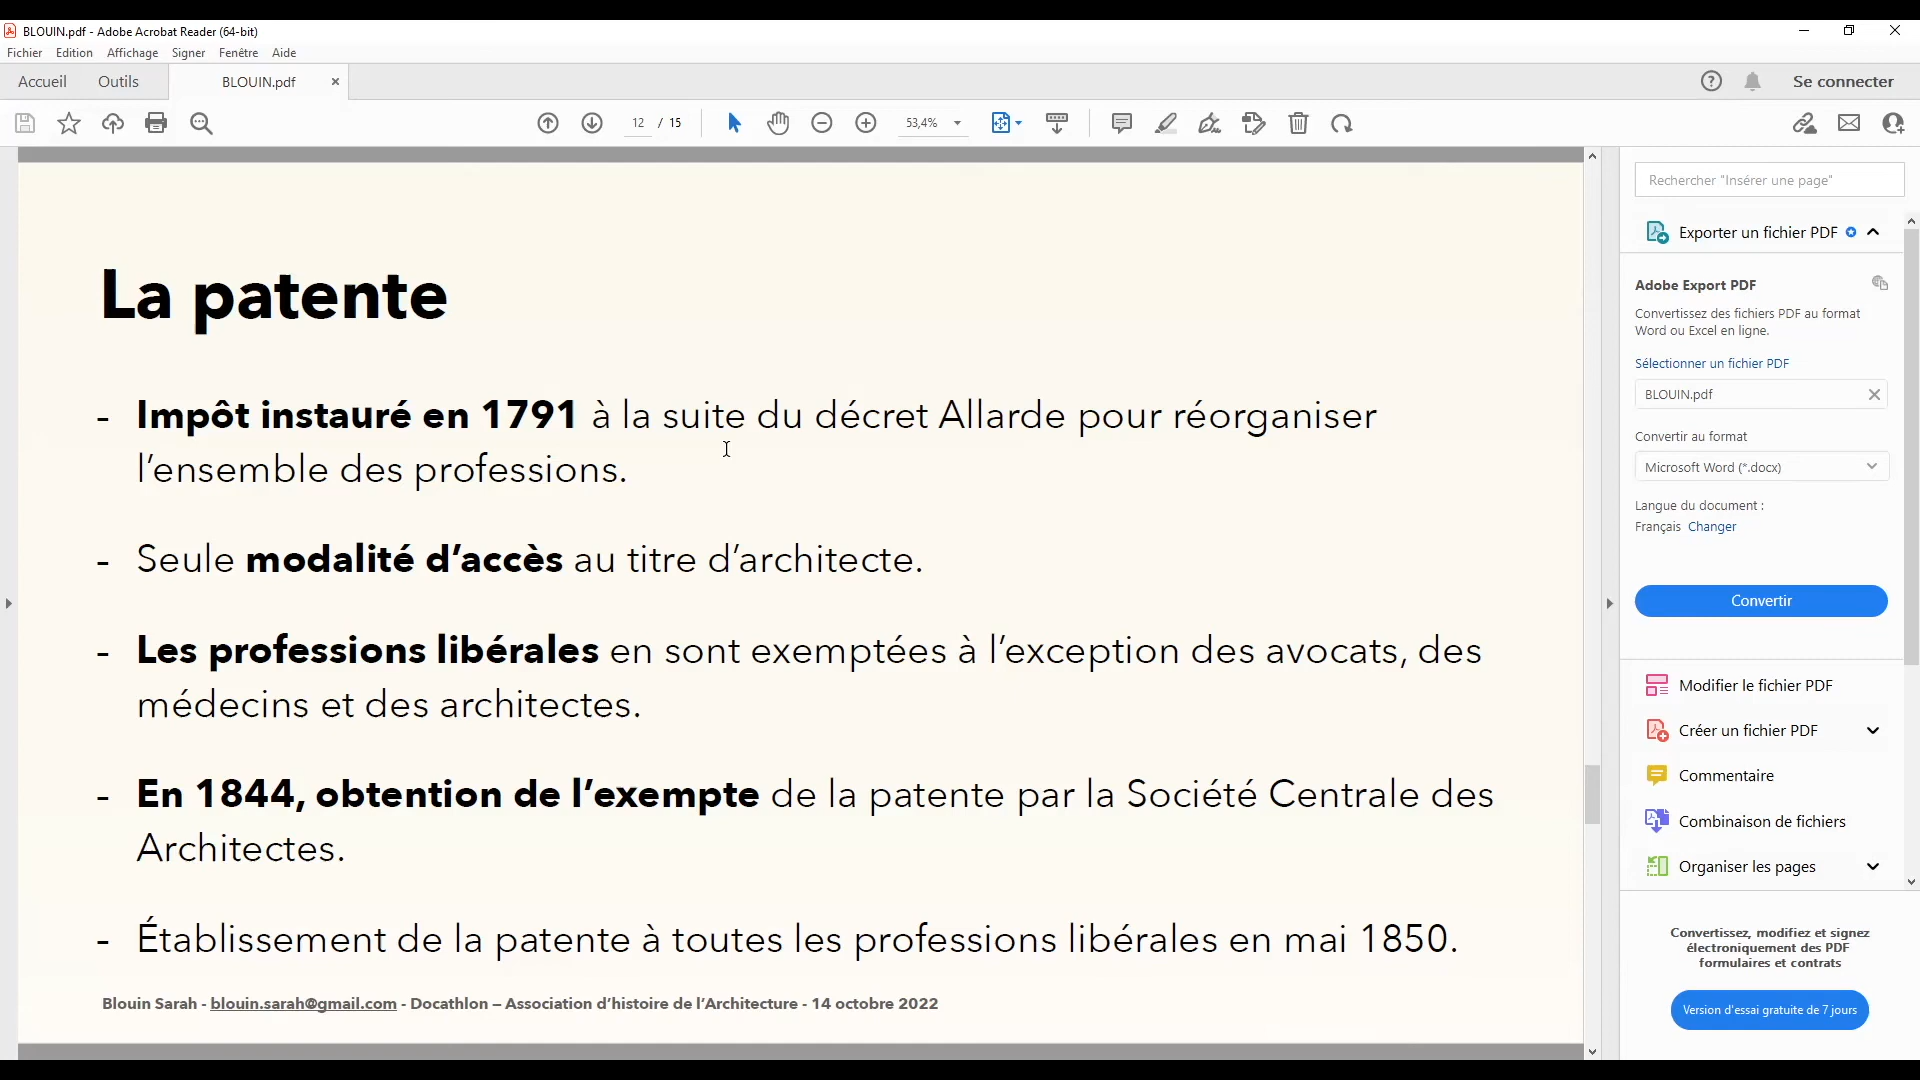 BLOUIN.pdf - Adobe Acrobat Reader (64-bit)
Fichier Edition Affichage Signer Fenêtre Aide
Accueil Outils BLOUIN.pdf Se connecter
12 / 15 53,4%
La patente
- Impôt instauré en 1791 à la suite du décret Allarde pour réorganiser
l’ensemble des professions.
- Seule modalité d’accès au titre d’architecte.
- Les professions libérales en sont exemptées à l’exception des avocats, des
médecins et des architectes.
- En 1844, obtention de l’exempte de la patente par la Société Centrale des
Architectes.
- Établissement de la patente à toutes les professions libérales en mai 1850.
Blouin Sarah - blouin.sarah@gmail.com - Docathlon – Association d’histoire de l’Architecture - 14 octobre 2022
Rechercher "Insérer une page"
Exporter un fichier PDF
Adobe Export PDF
Convertissez des fichiers PDF au format
Word ou Excel en ligne.
Sélectionner un fichier PDF
BLOUIN.pdf
Convertir au format
Microsoft Word (*.docx)
Langue du document :
Français Changer
Convertir
Modifier le fichier PDF
Créer un fichier PDF
Commentaire
Combinaison de fichiers
Organiser les pages
Convertissez, modifiez et signez
électroniquement des PDF
formulaires et contrats
Version d'essai gratuite de 7 jours